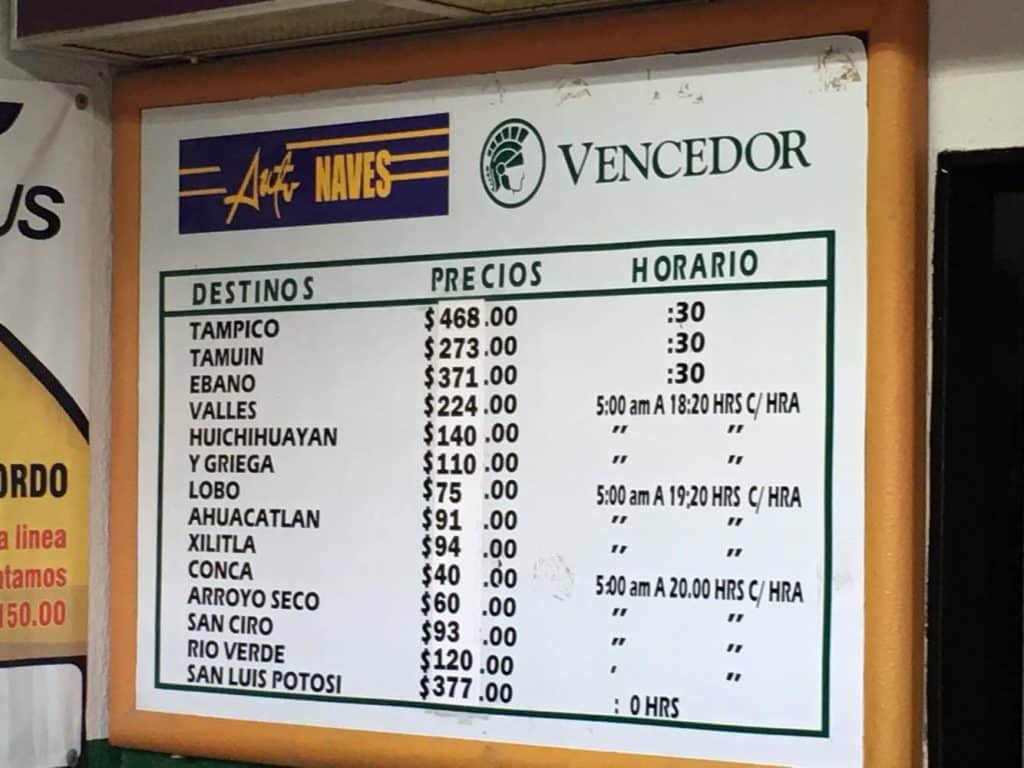 US
Auto NAVES
VENCEDOR
DESTINOS PRECIOS HORARIO
TAMPICO $468.00 :30
TAMUIN $273.00 :30
EBANO $371.00 :30
VALLES $224.00 5:00 am A 18:20 HRS C/ HRA
HUICHIHUAYAN $140.00 " "
Y GRIEGA $110.00 " "
LOBO $75.00 5:00 am A 19;20 HRS C/ HRA
AHUACATLAN $91.00 " "
XILITLA $94.00 " "
CONCA $40.00 5:00 am A 20.00 HRS C/ HRA
ARROYO SECO $60.00 " "
SAN CIRO $93.00 " "
RIO VERDE $120.00 ' "
SAN LUIS POTOSI $377.00 : 0 HRS
ORDO
a linea
tamos
150.00